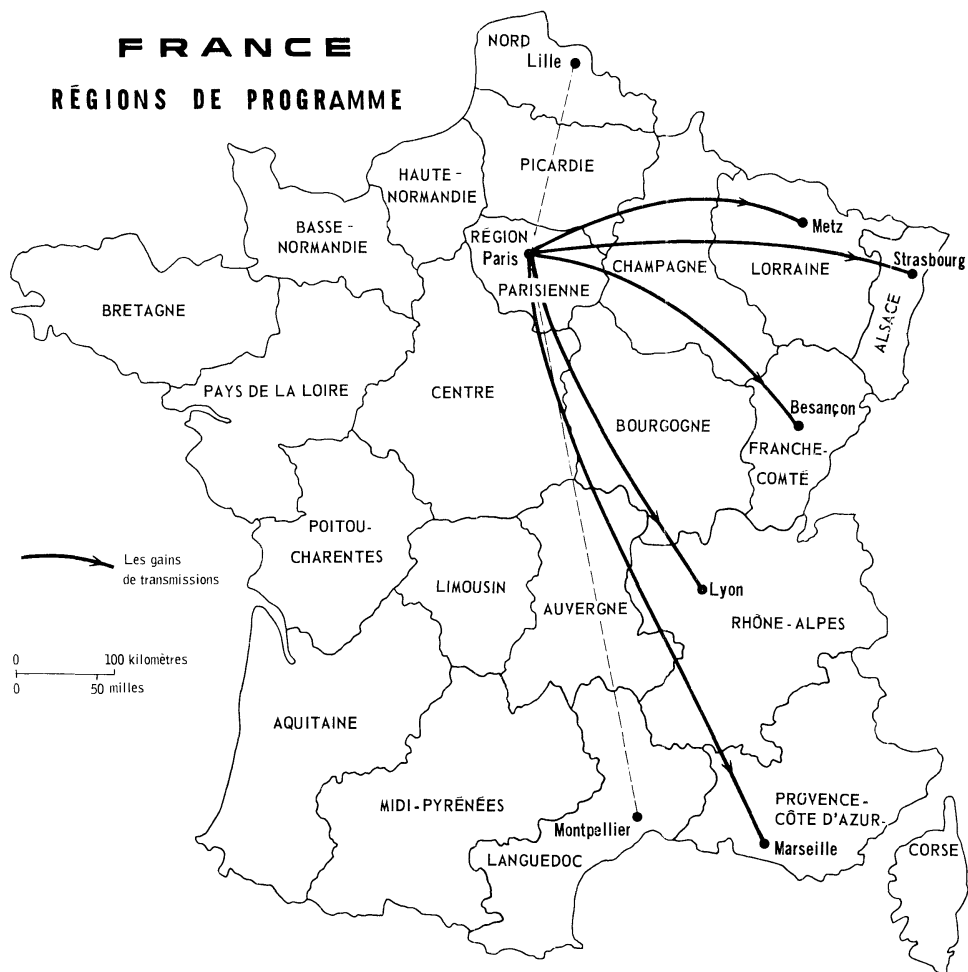 FRANCE
RÉGIONS DE PROGRAMME
NORD
Lille
PICARDIE
HAUTE-
NORMANDIE
BASSE-
NORMANDIE
RÉGION
Paris
PARISIENNE
CHAMPAGNE
LORRAINE
Metz
Strasbourg
ALSACE
BRETAGNE
PAYS DE LA LOIRE
CENTRE
BOURGOGNE
Besançon
FRANCHE-
COMTÉ
POITOU-
CHARENTES
LIMOUSIN
AUVERGNE
Lyon
RHÔNE-ALPES
Les gains
de transmissions
0 100 kilomètres
0 50 milles
AQUITAINE
MIDI-PYRÉNÉES
Montpellier
LANGUEDOC
PROVENCE-
CÔTE D'AZUR-
Marseille
CORSE